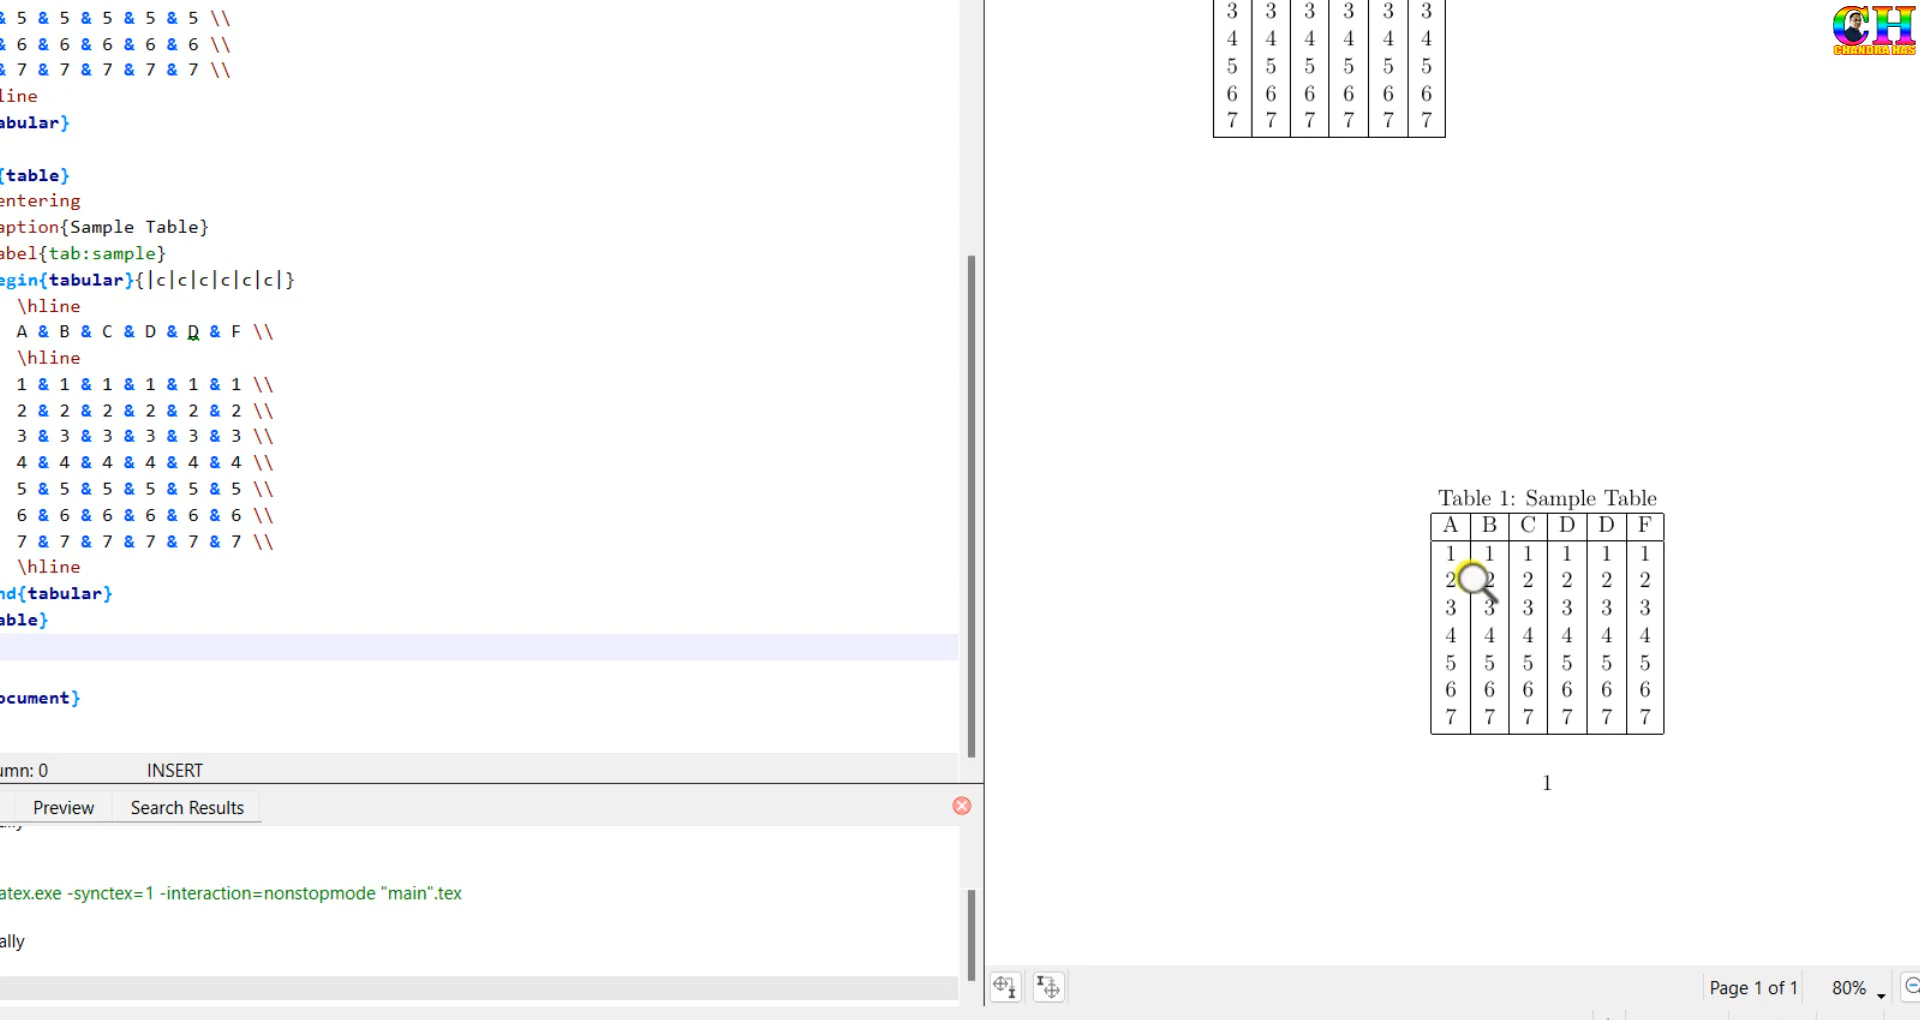 & 5 & 5 & 5 & 5 & 5 \\
& 6 & 6 & 6 & 6 & 6 \\
& 7 & 7 & 7 & 7 & 7 \\
line
abular}
{table}
entering
aption{Sample Table}
abel{tab:sample}
egin{tabular}{|c|c|c|c|c|c|}
\hline
A & B & C & D & D & F \\
\hline
1 & 1 & 1 & 1 & 1 & 1 \\
2 & 2 & 2 & 2 & 2 & 2 \\
3 & 3 & 3 & 3 & 3 & 3 \\
4 & 4 & 4 & 4 & 4 & 4 \\
5 & 5 & 5 & 5 & 5 & 5 \\
6 & 6 & 6 & 6 & 6 & 6 \\
7 & 7 & 7 & 7 & 7 & 7 \\
\hline
nd{tabular}
able}
ocument}
umn: 0 INSERT
Preview Search Results
atex.exe -synctex=1 -interaction=nonstopmode "main".tex
ally
3 3 3 3 3 3
4 4 4 4 4 4
5 5 5 5 5 5
6 6 6 6 6 6
7 7 7 7 7 7
CH
CHANDRA HAS
Table 1: Sample Table
A B C D D F
1 1 1 1 1 1
2 2 2 2 2 2
3 3 3 3 3 3
4 4 4 4 4 4
5 5 5 5 5 5
6 6 6 6 6 6
7 7 7 7 7 7
1
Page 1 of 1 80%